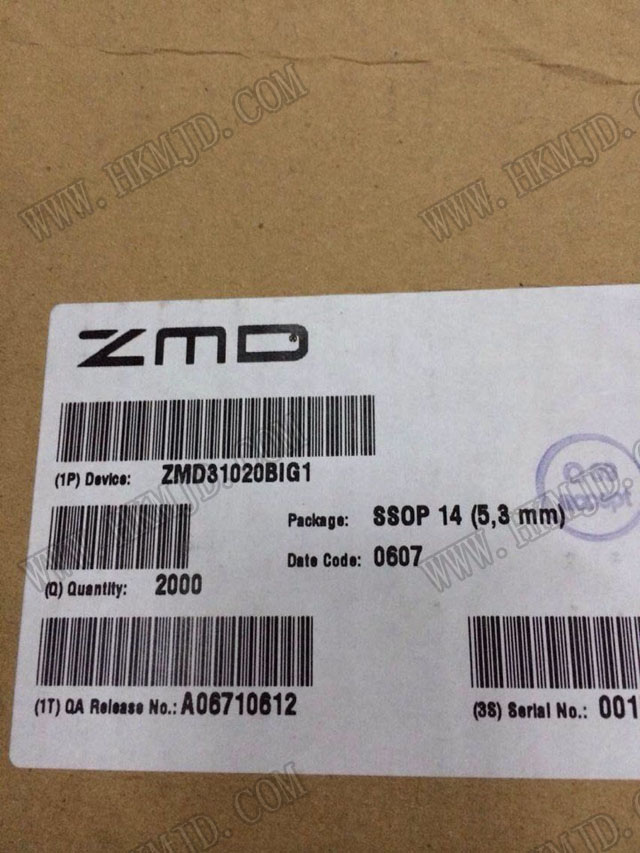 WWW.HKMJD.COM
WWW.HKMJD.COM
ZMD
(1P) Device: ZMD31020BIG1
Package: SSOP 14 (5,3 mm)
Date Code: 0607
(Q) Quantity: 2000
(1T) QA Release No.: A06710612
(3S) Serial No.: 001
WWW.HKMJD.COM
WWW.HKMJD.COM